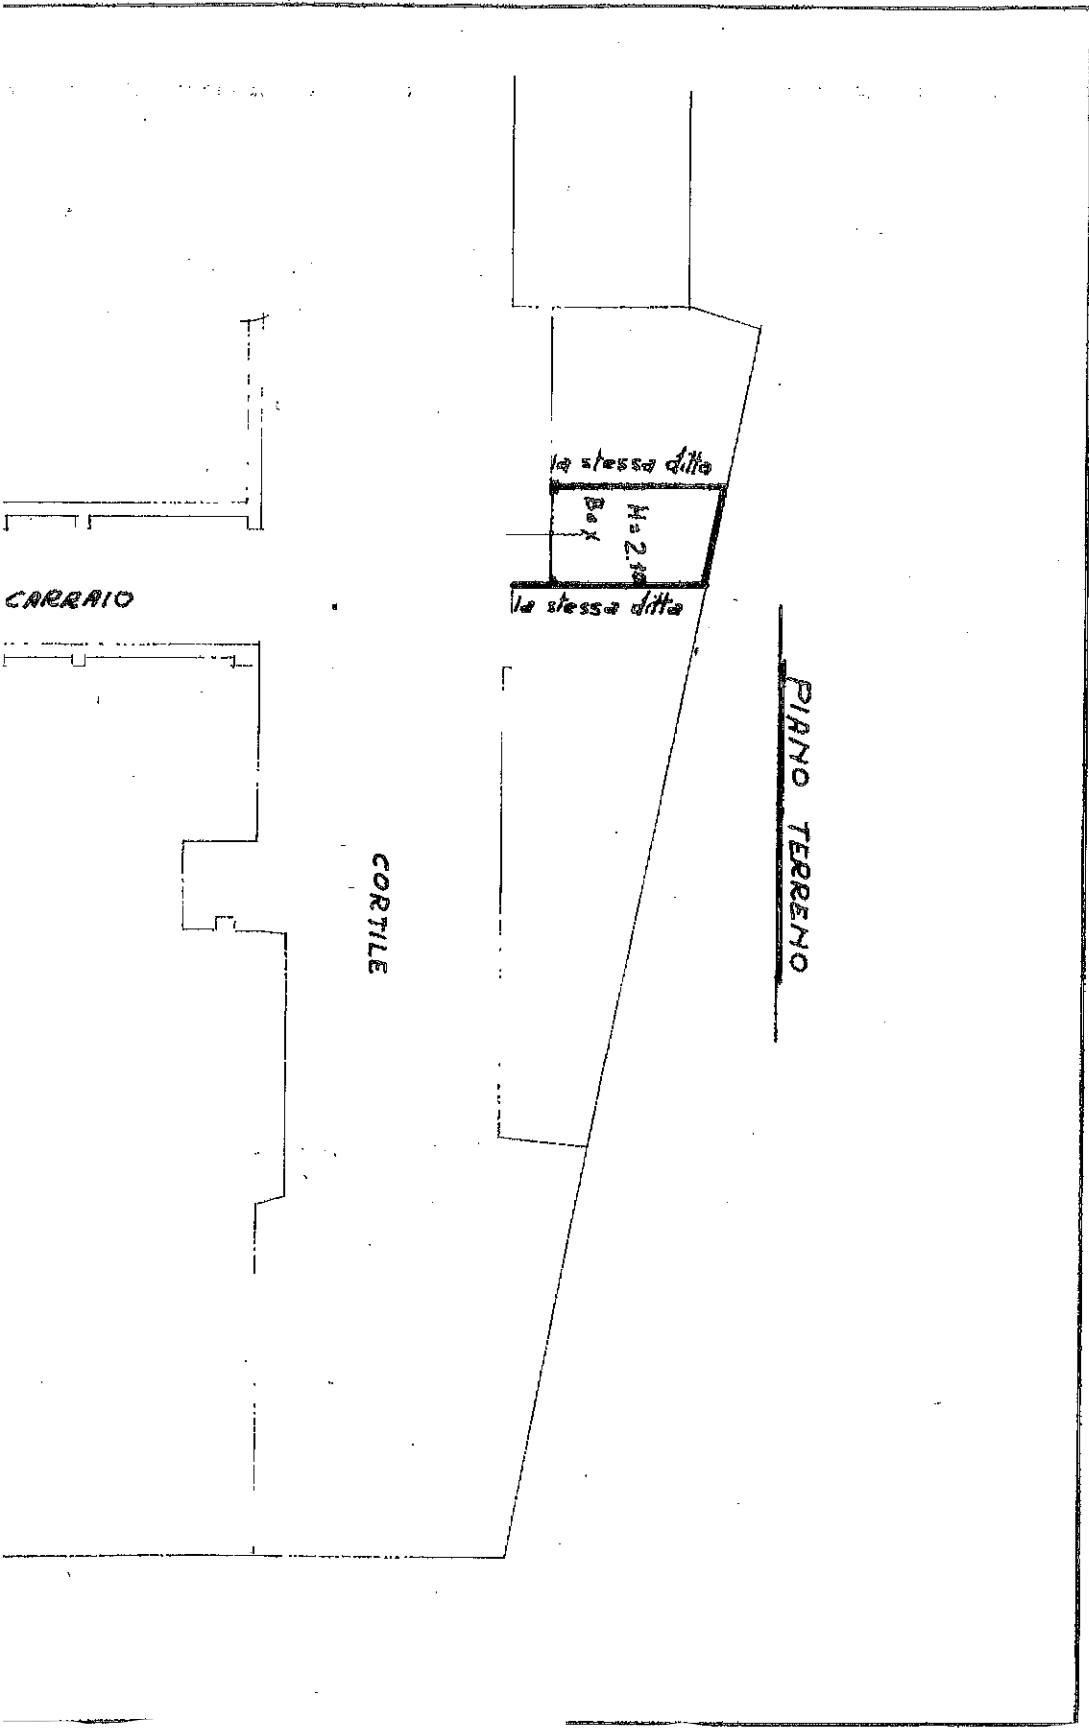 la stessa ditta
Box
H = 2.10
la stessa ditta
CARRAIO
PIANO TERRENO
CORTILE